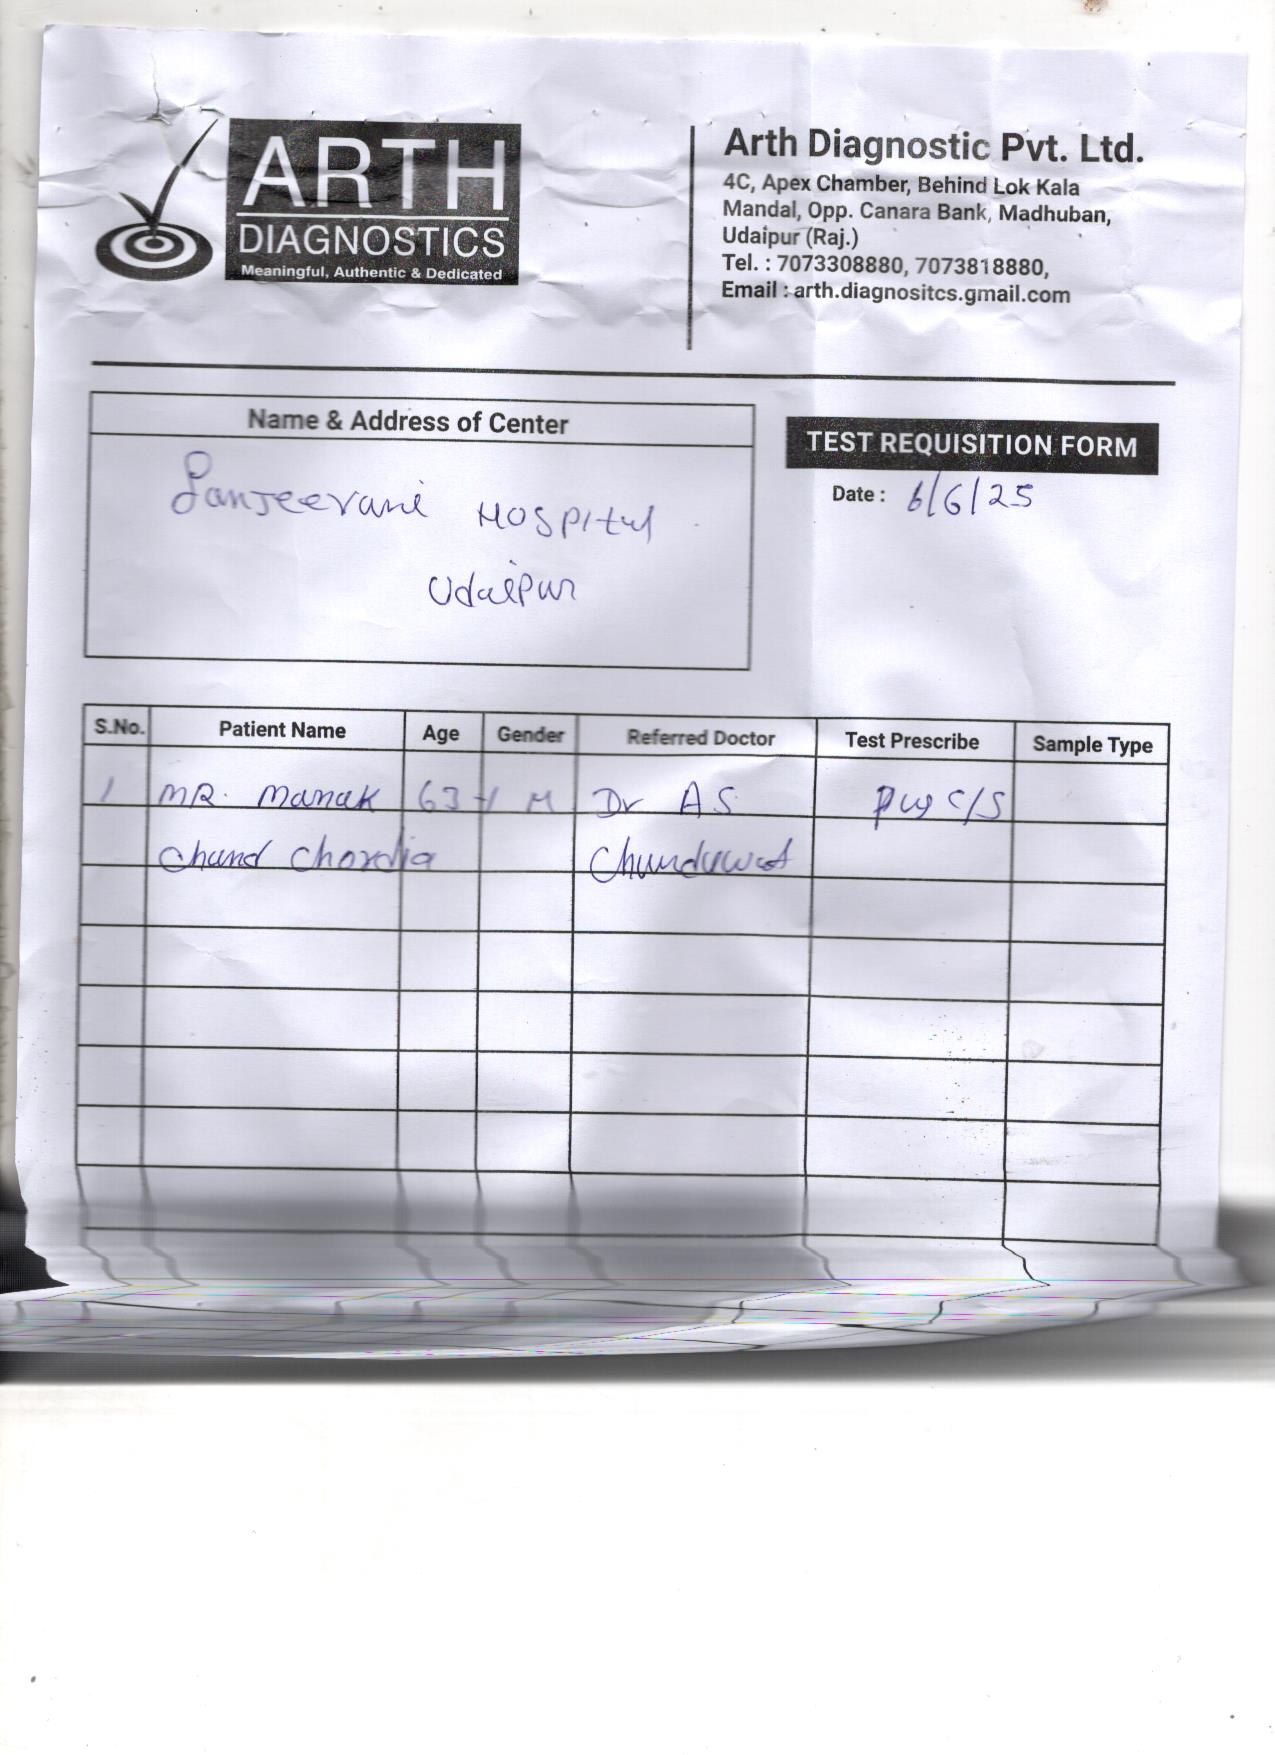 ARTH
DIAGNOSTICS
Meaningful, Authentic & Dedicated
Arth Diagnostic Pvt. Ltd.
4C, Apex Chamber, Behind Lok Kala
Mandal, Opp. Canara Bank, Madhuban,
Udaipur (Raj.)
Tel. : 7073308880, 7073818880,
Email : arth.diagnositcs.gmail.com
Name & Address of Center
Sanjeevani Hospital
Udaipur
TEST REQUISITION FORM
Date : 6/6/25
S.No. Patient Name Age Gender Referred Doctor Test Prescribe Sample Type
1 MR. Manak 63 M Dr AS Pus C/S
Chand Chordia Chundawat